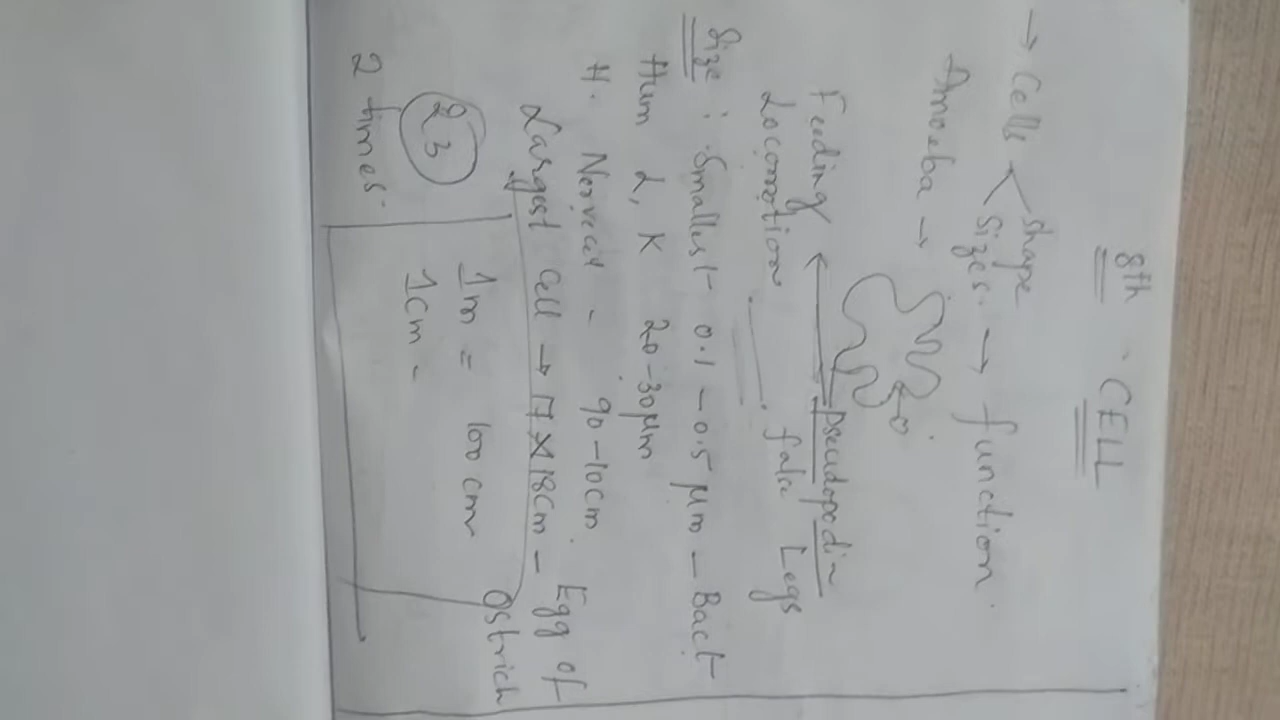 8th . CELL
→ Cells < Shape
Sizes. → function.
Amoeba →
Feeding ← pseudopodia
Locomotion false Legs
Size : Smallest 0.1 - 0.5 μm - Bact
Hum L, K 20-30μm
H. Nerve cell - 90-10cm.
Largest cell → 17 X 18cm - Egg of
Ostrich
23
1m = 100 cm
1cm -
2 times.